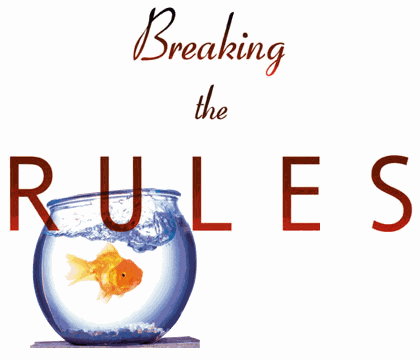 Breaking
the
RULES